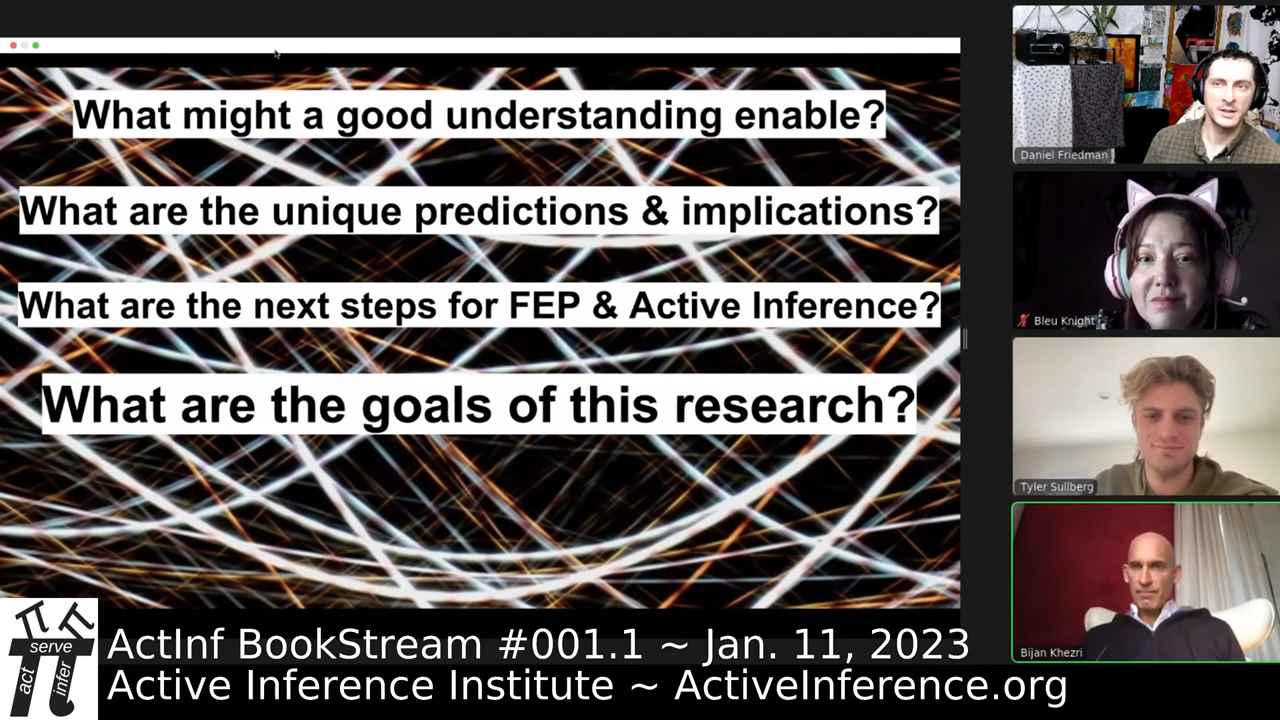 What might a good understanding enable?
What are the unique predictions & implications?
What are the next steps for FEP & Active Inference?
What are the goals of this research?
Daniel Friedman
Bleu Knight
Tyler Sullberg
Bijan Khezri
act
serve
infer
ActInf BookStream #001.1 ~ Jan. 11, 2023
Active Inference Institute ~ ActiveInference.org